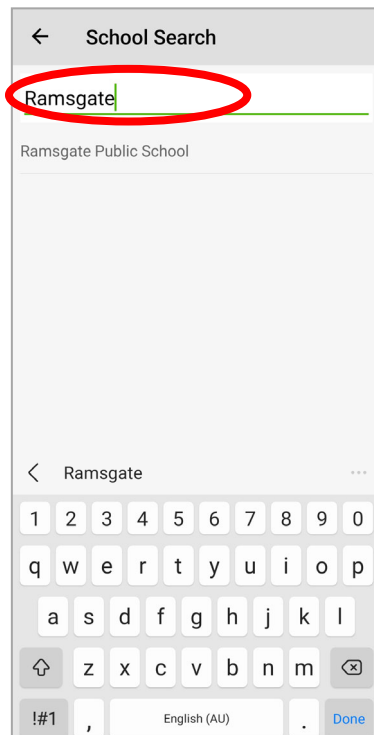 School Search
Ramsgate
Ramsgate Public School
Ramsgate
1 2 3 4 5 6 7 8 9 0
q w e r t y u i o p
a s d f g h j k l
z x c v b n m
!#1 , English (AU) . Done